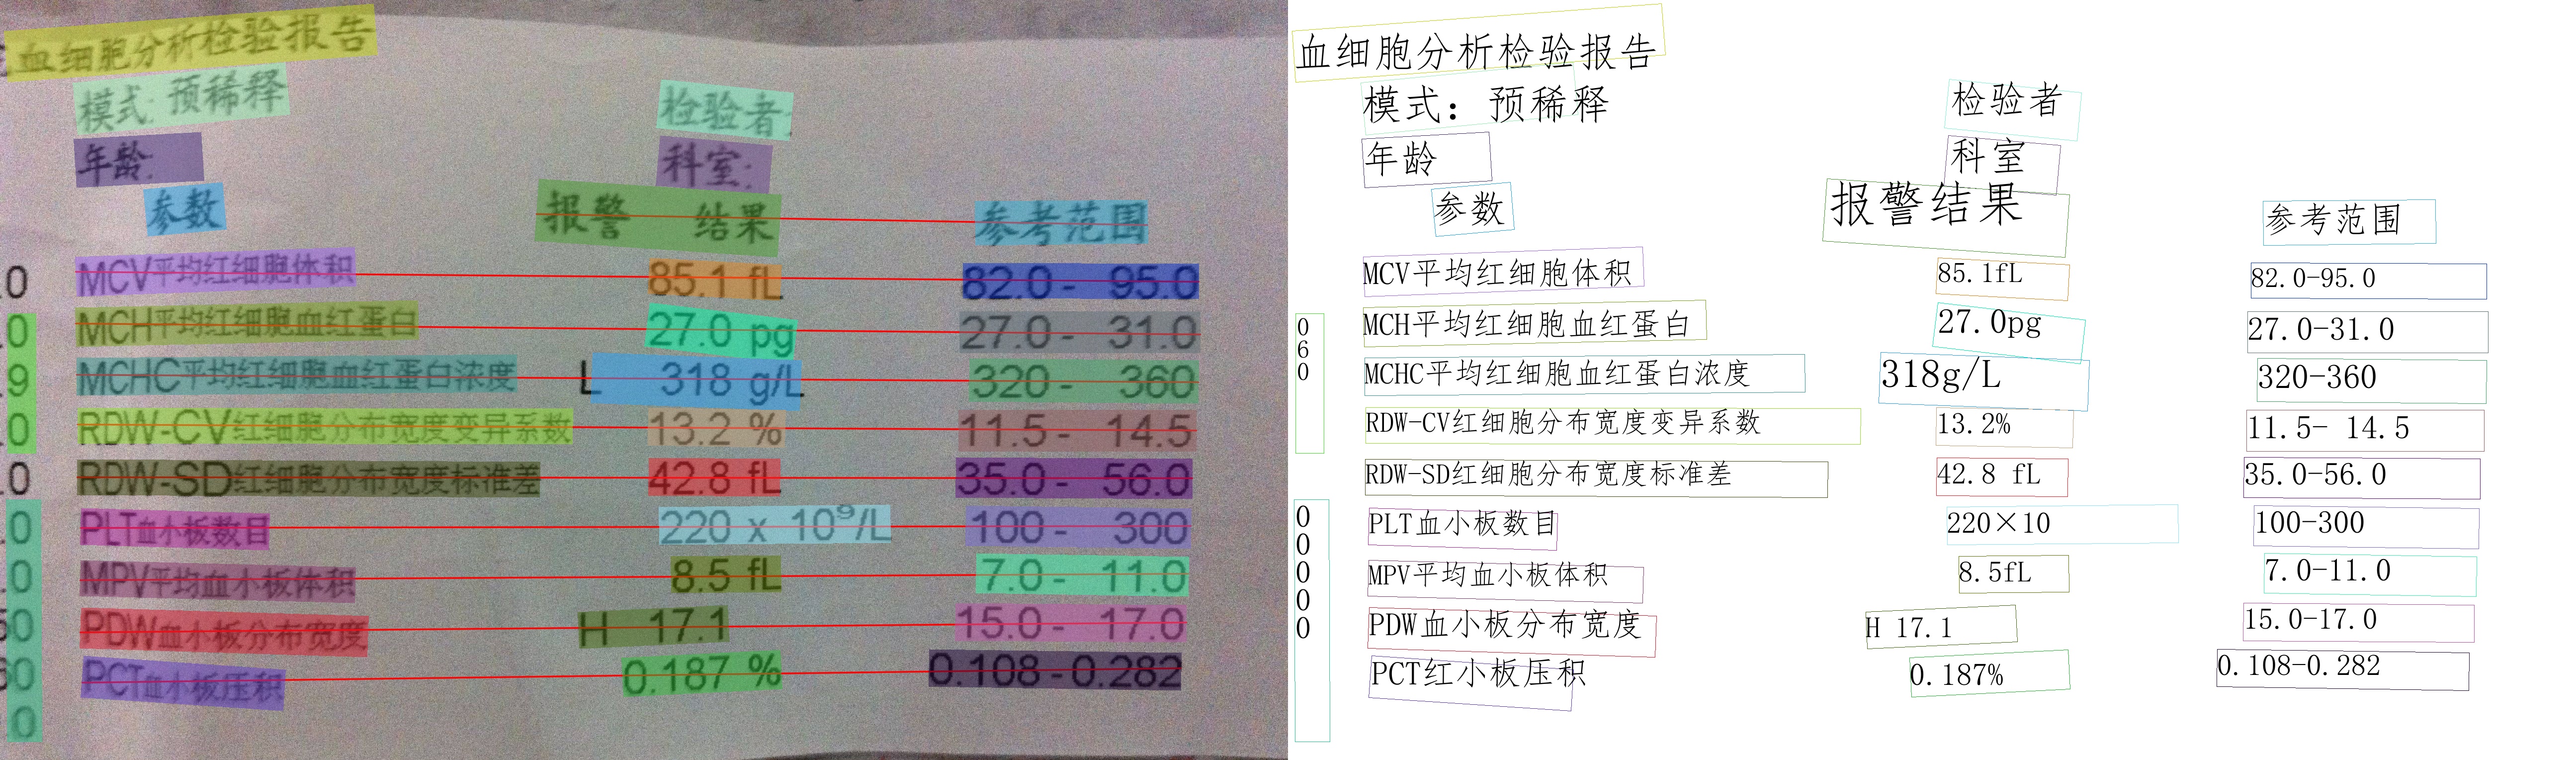 血细胞分析检验报告
模式: 预稀释 检验者:
年龄: 科室:
参数 报警 结果 参考范围
.0 MCV平均红细胞体积 85.1 fL 82.0 - 95.0
.0 MCH平均红细胞血红蛋白 27.0 pg 27.0 - 31.0
.9 MCHC平均红细胞血红蛋白浓度 L 318 g/L 320 - 360
.0 RDW-CV红细胞分布宽度变异系数 13.2 % 11.5 - 14.5
.0 RDW-SD红细胞分布宽度标准差 42.8 fL 35.0 - 56.0
.0 PLT血小板数目 220 x 10⁹/L 100 - 300
.0 MPV平均血小板体积 8.5 fL 7.0 - 11.0
50 PDW血小板分布宽度 H 17.1 15.0 - 17.0
60 PCT血小板压积 0.187 % 0.108 - 0.282
0
血细胞分析检验报告
模式：预稀释 检验者
年龄 科室
参数 报警结果 参考范围
MCV平均红细胞体积 85.1fL 82.0-95.0
0 MCH平均红细胞血红蛋白 27.0pg 27.0-31.0
6
0 MCHC平均红细胞血红蛋白浓度 318g/L 320-360
RDW-CV红细胞分布宽度变异系数 13.2% 11.5- 14.5
RDW-SD红细胞分布宽度标准差 42.8 fL 35.0-56.0
0 PLT血小板数目 220×10 100-300
0
0 MPV平均血小板体积 8.5fL 7.0-11.0
0
0 PDW血小板分布宽度 H 17.1 15.0-17.0
PCT红小板压积 0.187% 0.108-0.282